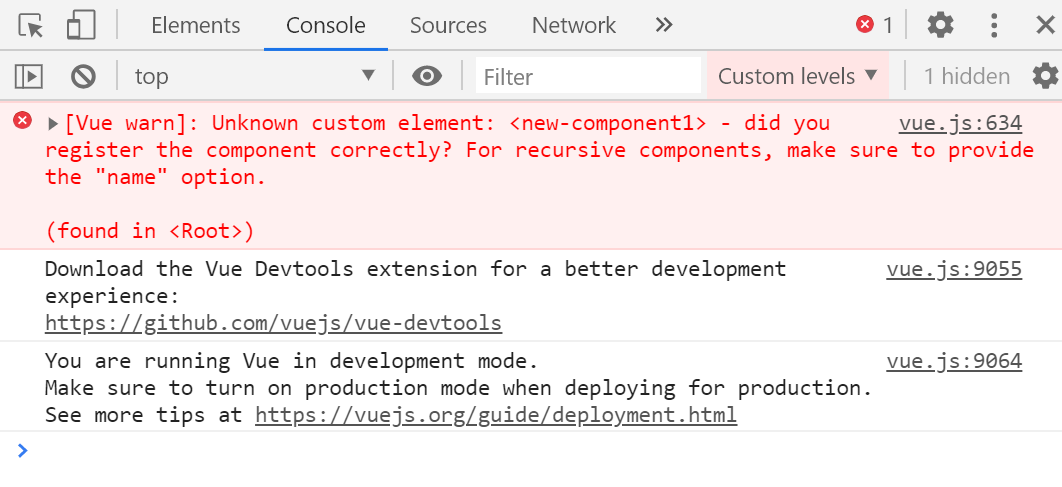 Elements Console Sources Network » 1
top Filter Custom levels ▼ 1 hidden
[Vue warn]: Unknown custom element: <new-component1> - did you vue.js:634
register the component correctly? For recursive components, make sure to provide
the "name" option.
(found in <Root>)
Download the Vue Devtools extension for a better development vue.js:9055
experience:
https://github.com/vuejs/vue-devtools
You are running Vue in development mode. vue.js:9064
Make sure to turn on production mode when deploying for production.
See more tips at https://vuejs.org/guide/deployment.html